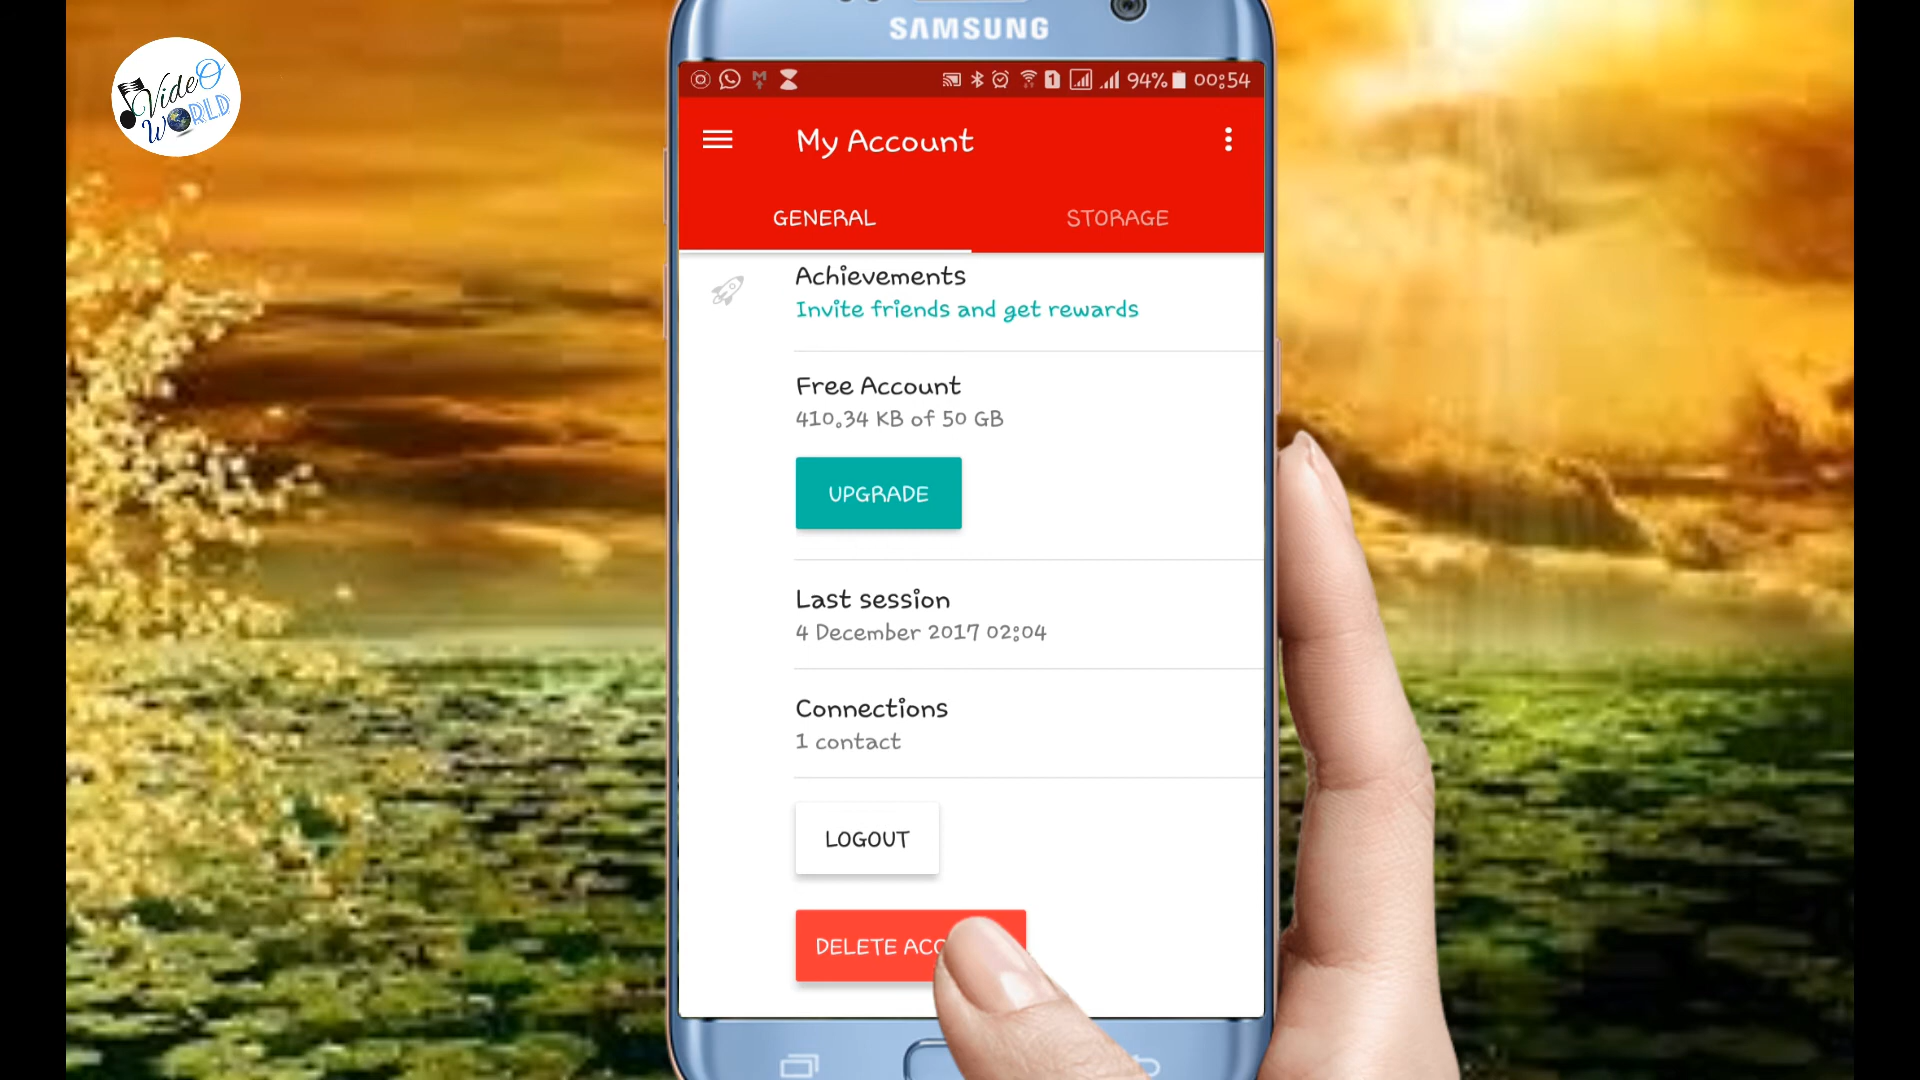 SAMSUNG
VideO
WORLD
1 94% 00:54
My Account
GENERAL STORAGE
Achievements
Invite friends and get rewards
Free Account
410.34 KB of 50 GB
UPGRADE
Last session
4 December 2017 02:04
Connections
1 contact
LOGOUT
DELETE ACC